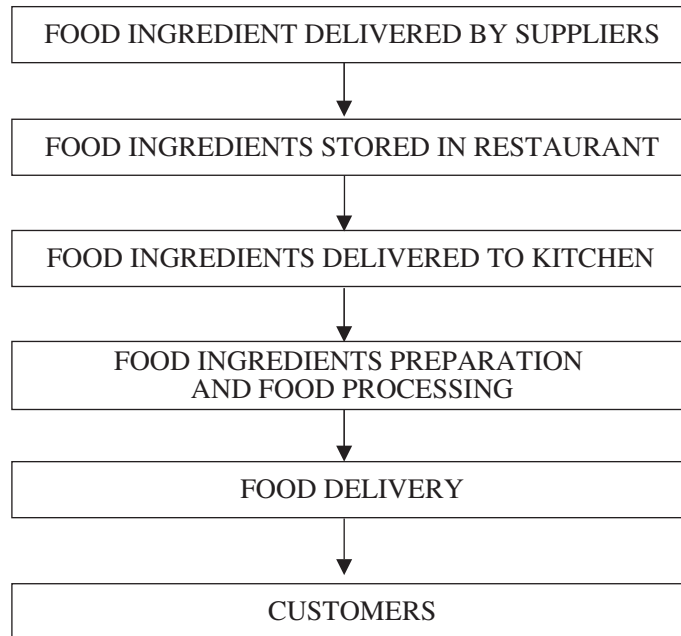 FOOD INGREDIENT DELIVERED BY SUPPLIERS
FOOD INGREDIENTS STORED IN RESTAURANT
FOOD INGREDIENTS DELIVERED TO KITCHEN
FOOD INGREDIENTS PREPARATION
AND FOOD PROCESSING
FOOD DELIVERY
CUSTOMERS